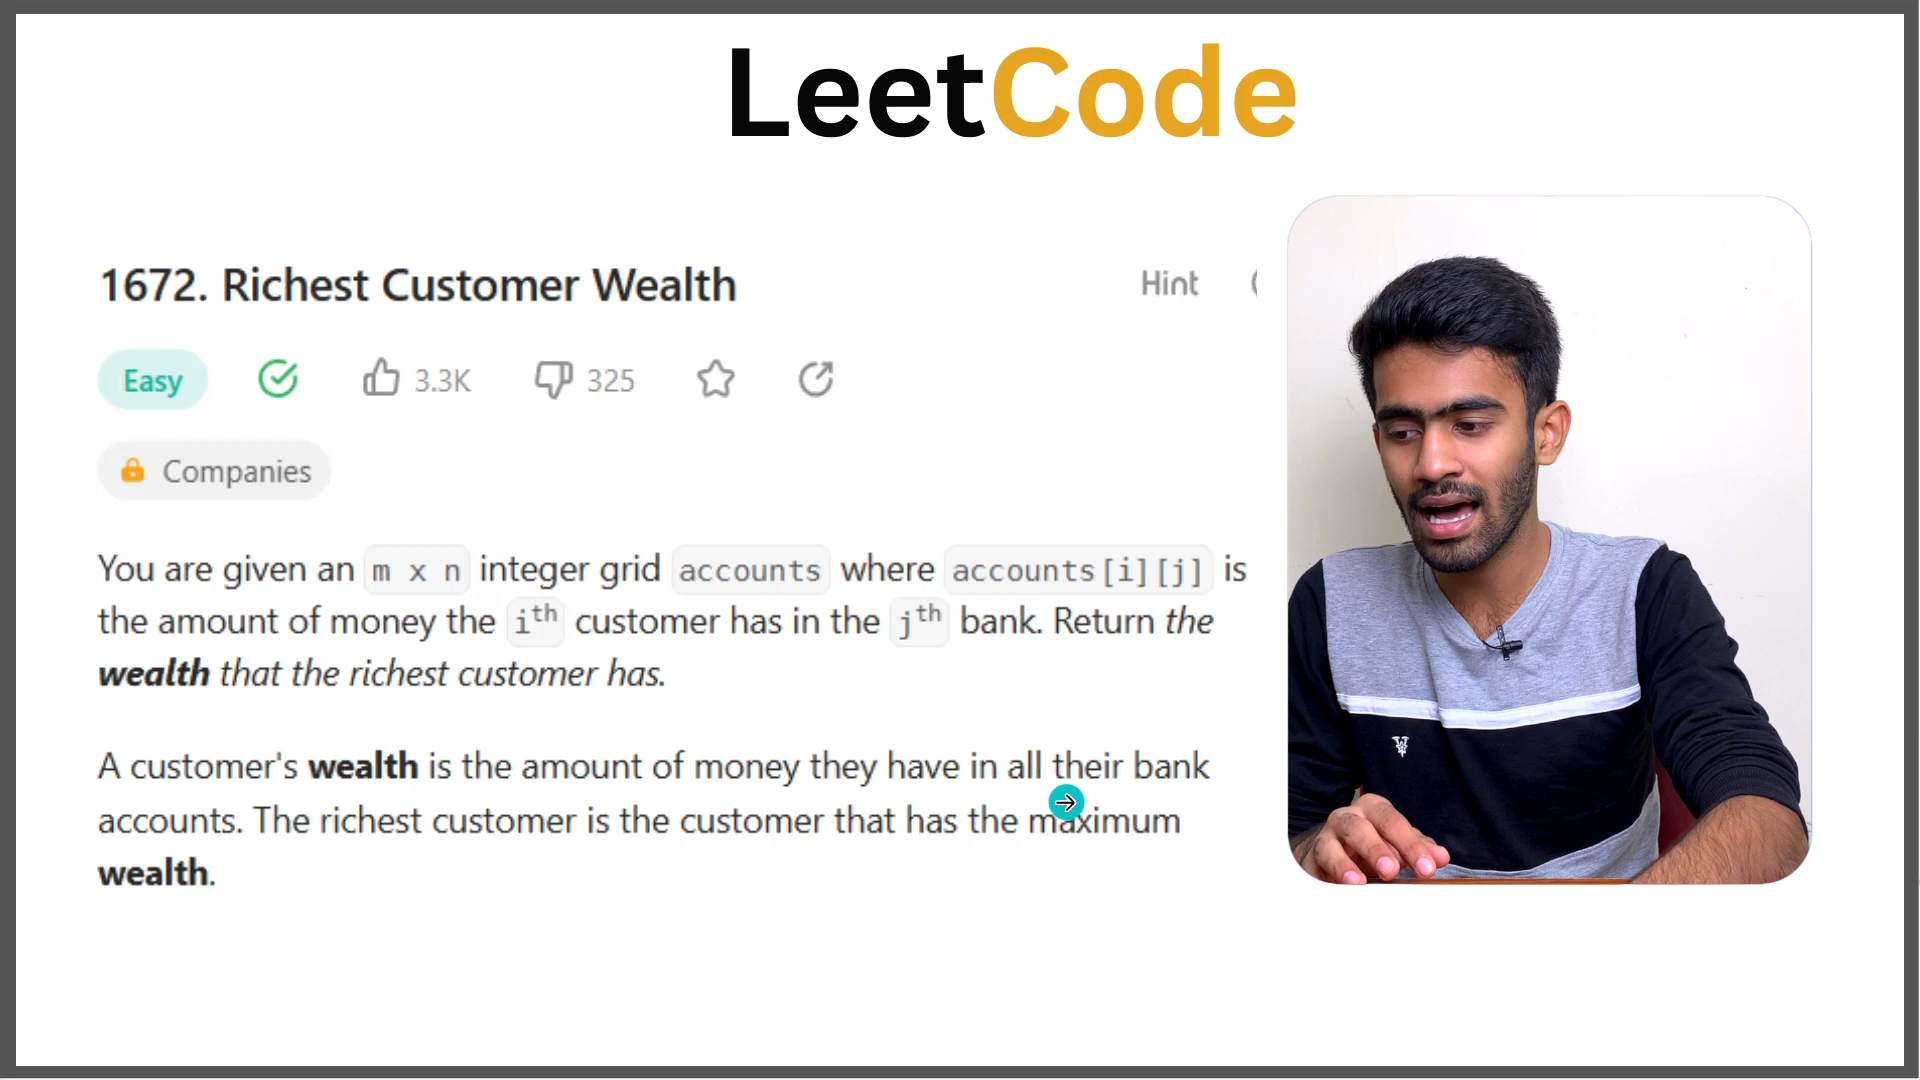 LeetCode
1672. Richest Customer Wealth
Hint
Easy
3.3K
325
Companies
You are given an m x n integer grid accounts where accounts[i][j] is
the amount of money the iᵗʰ customer has in the jᵗʰ bank. Return the
wealth that the richest customer has.
A customer's wealth is the amount of money they have in all their bank
accounts. The richest customer is the customer that has the maximum
wealth.